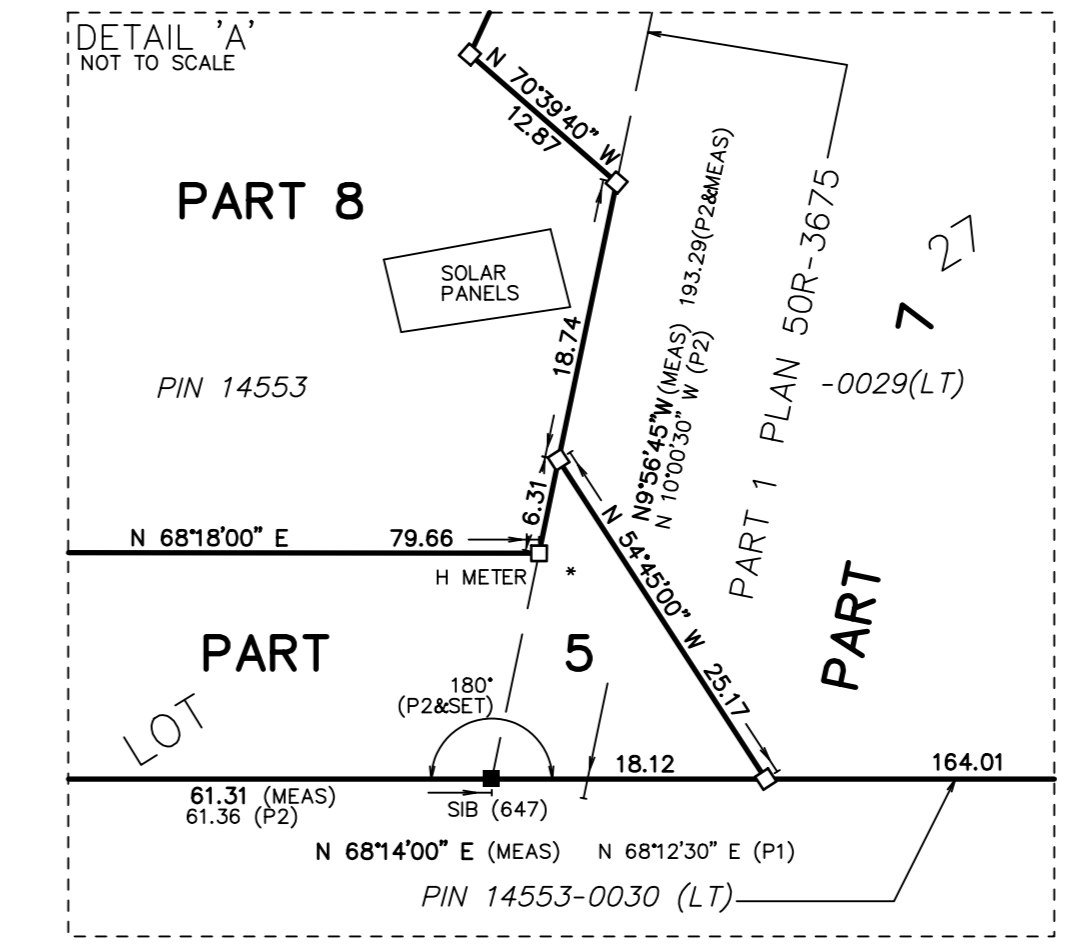 DETAIL 'A'
NOT TO SCALE
N 70°39'40" W
12.87
PART 8
SOLAR
PANELS
18.74
193.29(P2&MEAS)
N9°56'45"W(MEAS)
N 10°00'30" W (P2)
PART 1 PLAN 50R-3675
27
7
PIN 14553
-0029(LT)
6.31
N 54°45'00" W 25.17
N 68°18'00" E 79.66
H METER *
PART 5
PART
LOT
180°
(P2&SET)
18.12
164.01
61.31 (MEAS)
61.36 (P2)
SIB (647)
N 68°14'00" E (MEAS) N 68°12'30" E (P1)
PIN 14553-0030 (LT)